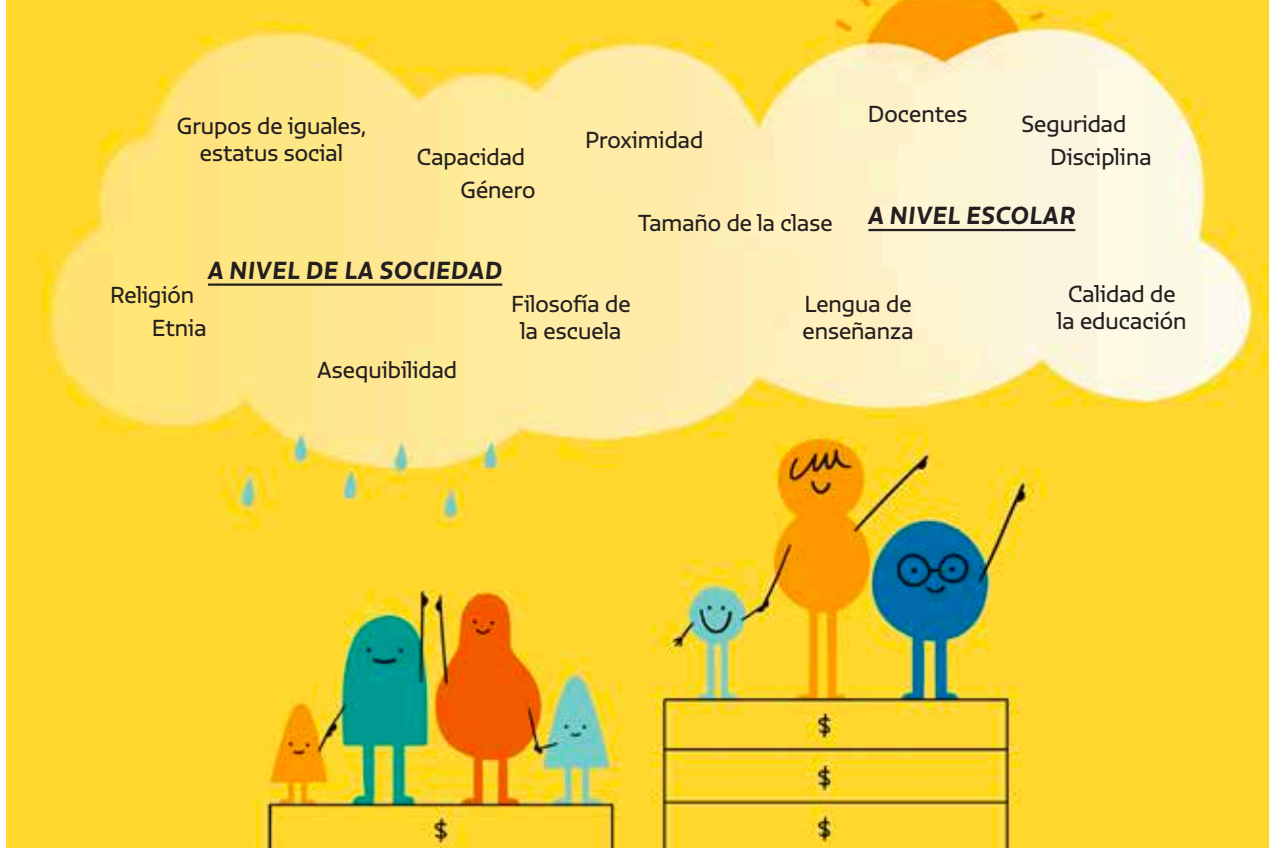 Grupos de iguales,
estatus social
Capacidad
Género
Proximidad
Docentes
Seguridad
Disciplina
Tamaño de la clase
A NIVEL ESCOLAR
A NIVEL DE LA SOCIEDAD
Religión
Etnia
Filosofía de
la escuela
Lengua de
enseñanza
Calidad de
la educación
Asequibilidad
$
$
$
$